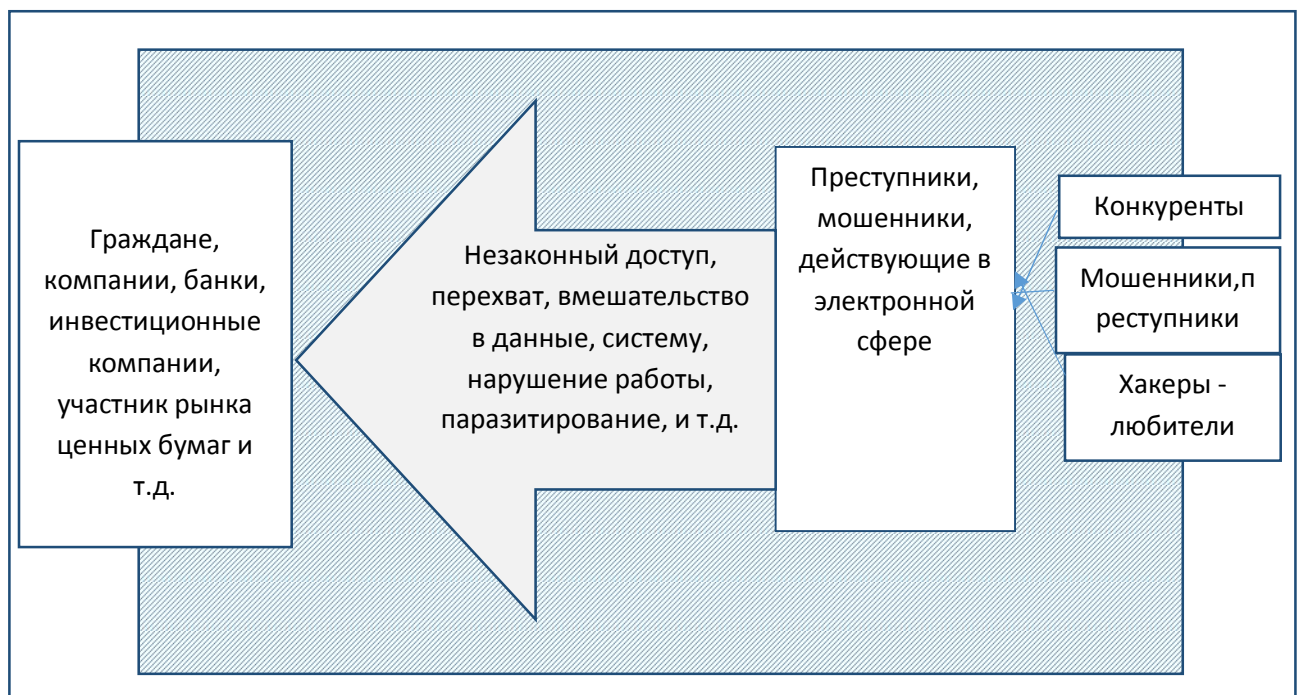 Граждане,
компании, банки,
инвестиционные
компании,
участник рынка
ценных бумаг и
т.д.
Незаконный доступ,
перехват, вмешательство
в данные, систему,
нарушение работы,
паразитирование, и т.д.
Преступники,
мошенники,
действующие в
электронной
сфере
Конкуренты
Мошенники,п
реступники
Хакеры -
любители